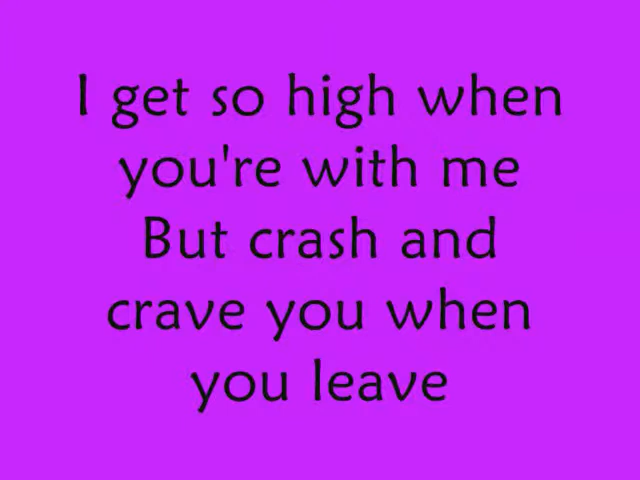 I get so high when
you're with me
But crash and
crave you when
you leave